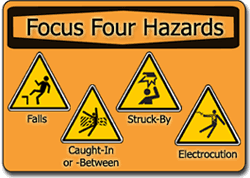 Focus Four Hazards
Falls
Caught-In
or -Between
Struck-By
Electrocution